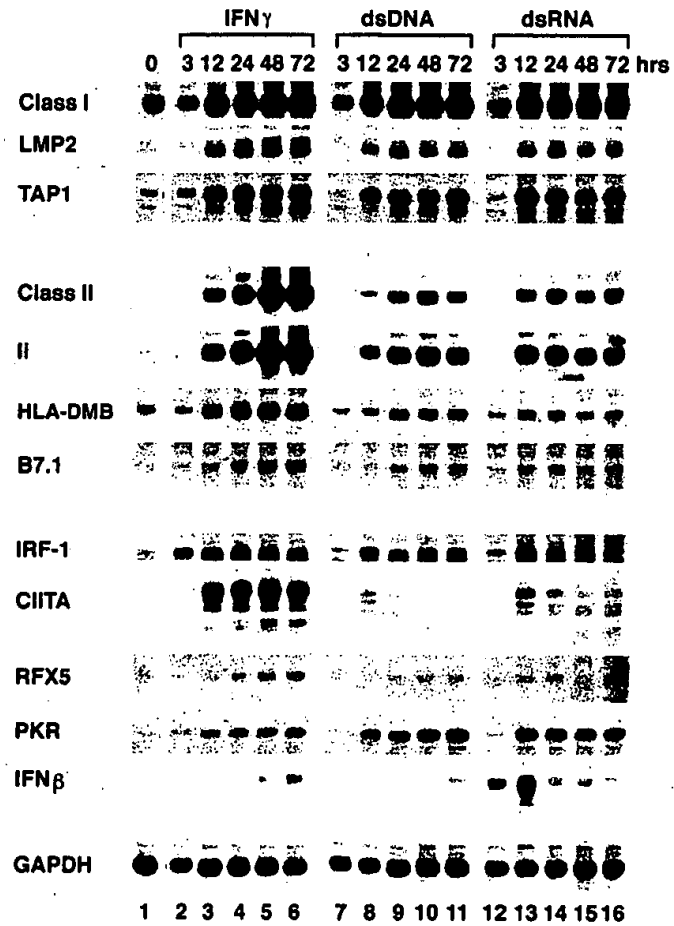 IFNγ dsDNA dsRNA
0 3 12 24 48 72 3 12 24 48 72 3 12 24 48 72 hrs
Class I
LMP2
TAP1
Class II
Ii
HLA-DMB
B7.1
IRF-1
CIITA
RFX5
PKR
IFNβ
GAPDH
1 2 3 4 5 6 7 8 9 10 11 12 13 14 15 16